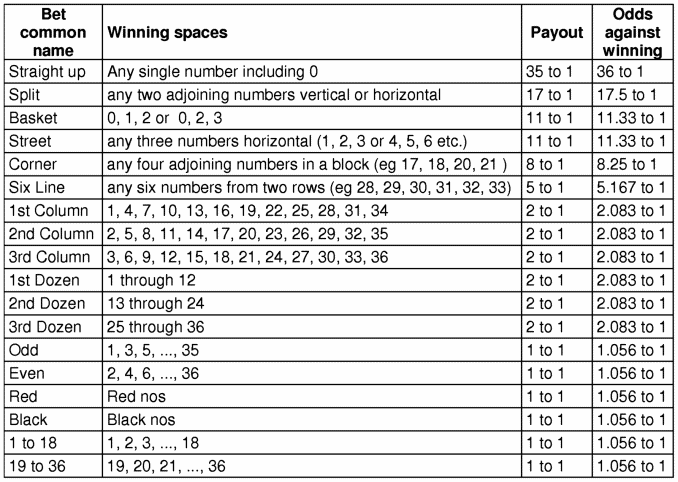 Bet common name Winning spaces Payout Odds against winning
Straight up Any single number including 0 35 to 1 36 to 1
Split any two adjoining numbers vertical or horizontal 17 to 1 17.5 to 1
Basket 0, 1, 2 or 0, 2, 3 11 to 1 11.33 to 1
Street any three numbers horizontal (1, 2, 3 or 4, 5, 6 etc.) 11 to 1 11.33 to 1
Corner any four adjoining numbers in a block (eg 17, 18, 20, 21 ) 8 to 1 8.25 to 1
Six Line any six numbers from two rows (eg 28, 29, 30, 31, 32, 33) 5 to 1 5.167 to 1
1st Column 1, 4, 7, 10, 13, 16, 19, 22, 25, 28, 31, 34 2 to 1 2.083 to 1
2nd Column 2, 5, 8, 11, 14, 17, 20, 23, 26, 29, 32, 35 2 to 1 2.083 to 1
3rd Column 3, 6, 9, 12, 15, 18, 21, 24, 27, 30, 33, 36 2 to 1 2.083 to 1
1st Dozen 1 through 12 2 to 1 2.083 to 1
2nd Dozen 13 through 24 2 to 1 2.083 to 1
3rd Dozen 25 through 36 2 to 1 2.083 to 1
Odd 1, 3, 5, ..., 35 1 to 1 1.056 to 1
Even 2, 4, 6, ..., 36 1 to 1 1.056 to 1
Red Red nos 1 to 1 1.056 to 1
Black Black nos 1 to 1 1.056 to 1
1 to 18 1, 2, 3, ..., 18 1 to 1 1.056 to 1
19 to 36 19, 20, 21, ..., 36 1 to 1 1.056 to 1